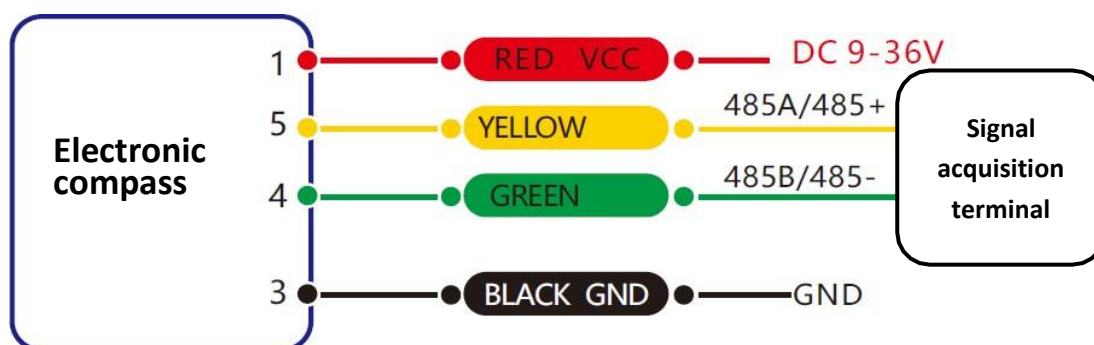 1 RED VCC DC 9-36V
5 YELLOW 485A/485+
4 GREEN 485B/485-
3 BLACK GND GND
Electronic
compass
Signal
acquisition
terminal